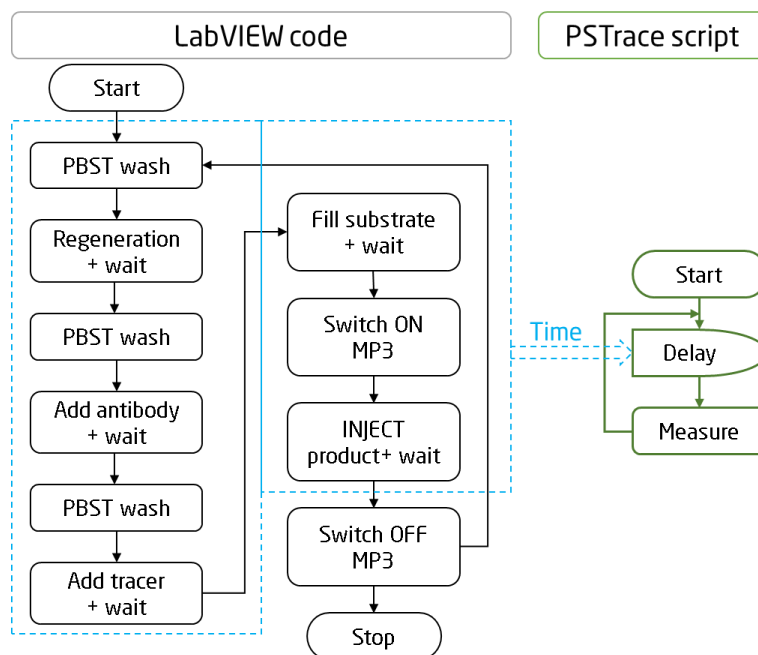 LabVIEW code
PSTrace script
Start
PBST wash
Regeneration
+ wait
PBST wash
Add antibody
+ wait
PBST wash
Add tracer
+ wait
Fill substrate
+ wait
Switch ON
MP3
INJECT
product+ wait
Switch OFF
MP3
Stop
Time
Start
Delay
Measure